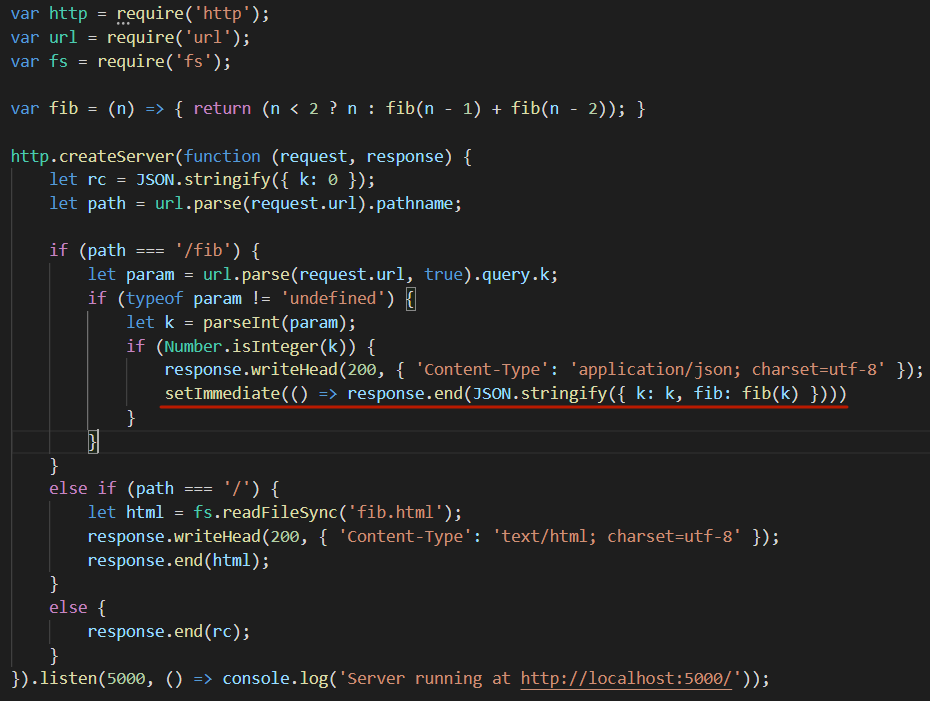 var http = require('http');
var url = require('url');
var fs = require('fs');
var fib = (n) => { return (n < 2 ? n : fib(n - 1) + fib(n - 2)); }
http.createServer(function (request, response) {
let rc = JSON.stringify({ k: 0 });
let path = url.parse(request.url).pathname;
if (path === '/fib') {
let param = url.parse(request.url, true).query.k;
if (typeof param != 'undefined') {
let k = parseInt(param);
if (Number.isInteger(k)) {
response.writeHead(200, { 'Content-Type': 'application/json; charset=utf-8' });
setImmediate(() => response.end(JSON.stringify({ k: k, fib: fib(k) })))
}
}
}
else if (path === '/') {
let html = fs.readFileSync('fib.html');
response.writeHead(200, { 'Content-Type': 'text/html; charset=utf-8' });
response.end(html);
}
else {
response.end(rc);
}
}).listen(5000, () => console.log('Server running at http://localhost:5000/'));